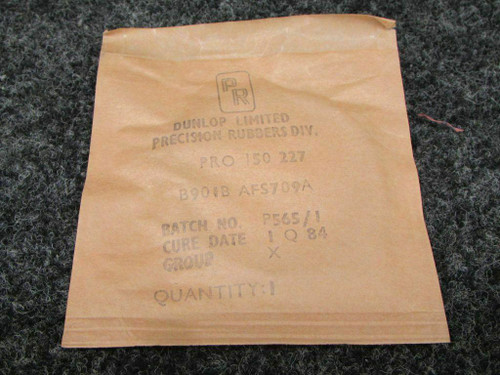 PR
DUNLOP LIMITED
PRECISION RUBBERS DIV.
PRO 150 227
B901B AFS709A
BATCH NO. P565/1
CURE DATE 1 Q 84
GROUP X
QUANTITY:1